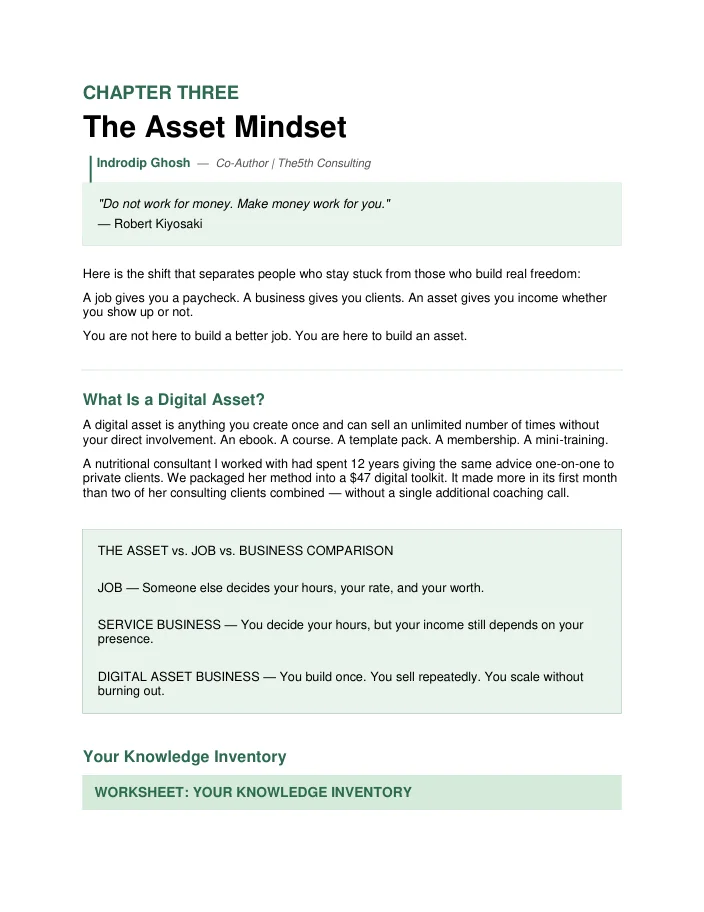 CHAPTER THREE
The Asset Mindset
Indrodip Ghosh — Co-Author | The5th Consulting
"Do not work for money. Make money work for you."
— Robert Kiyosaki
Here is the shift that separates people who stay stuck from those who build real freedom:
A job gives you a paycheck. A business gives you clients. An asset gives you income whether
you show up or not.
You are not here to build a better job. You are here to build an asset.
What Is a Digital Asset?
A digital asset is anything you create once and can sell an unlimited number of times without
your direct involvement. An ebook. A course. A template pack. A membership. A mini-training.
A nutritional consultant I worked with had spent 12 years giving the same advice one-on-one to
private clients. We packaged her method into a $47 digital toolkit. It made more in its first month
than two of her consulting clients combined — without a single additional coaching call.
THE ASSET vs. JOB vs. BUSINESS COMPARISON
JOB — Someone else decides your hours, your rate, and your worth.
SERVICE BUSINESS — You decide your hours, but your income still depends on your
presence.
DIGITAL ASSET BUSINESS — You build once. You sell repeatedly. You scale without
burning out.
Your Knowledge Inventory
WORKSHEET: YOUR KNOWLEDGE INVENTORY